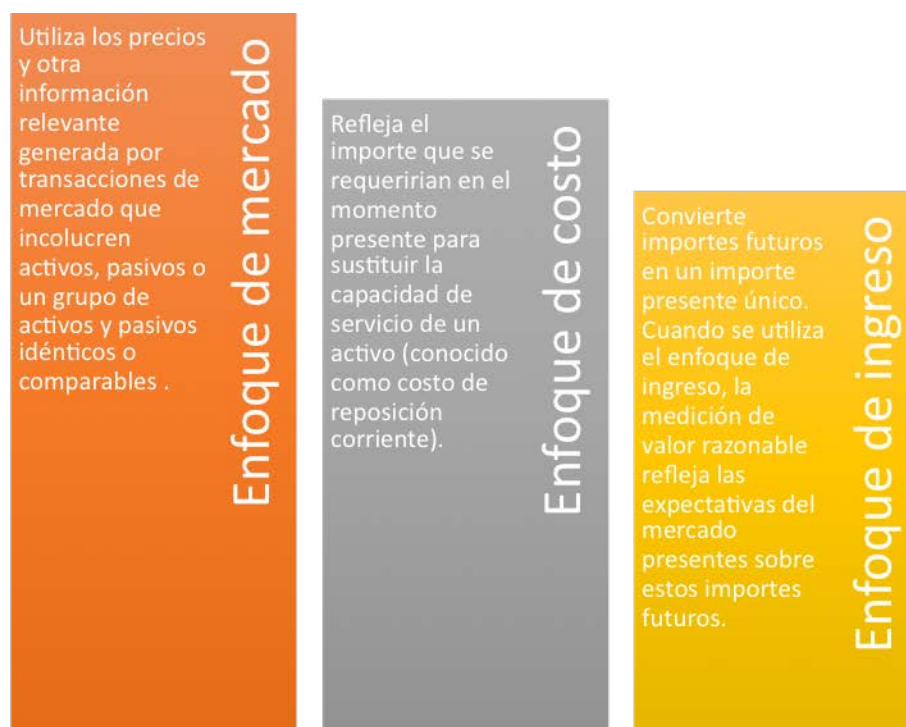 Utiliza los precios
y otra
información
relevante
generada por
transacciones de
mercado que
incolucren
activos, pasivos o
un grupo de
activos y pasivos
idénticos o
comparables .
Enfoque de mercado
Refleja el
importe que se
requeririan en el
momento
presente para
sustituir la
capacidad de
servicio de un
activo (conocido
como costo de
reposición
corriente).
Enfoque de costo
Convierte
importes futuros
en un importe
presente único.
Cuando se utiliza
el enfoque de
ingreso, la
medición de
valor razonable
refleja las
expectativas del
mercado
presentes sobre
estos importes
futuros.
Enfoque de ingreso